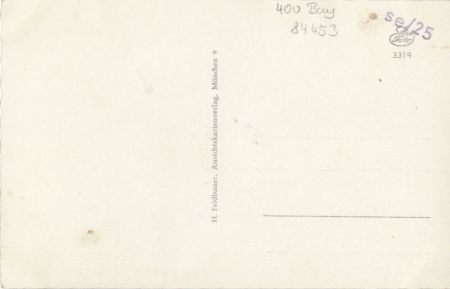 400 Bay
84453
se/25
3319
H. Feldbauer, Ansichtskartenverlag, München 9